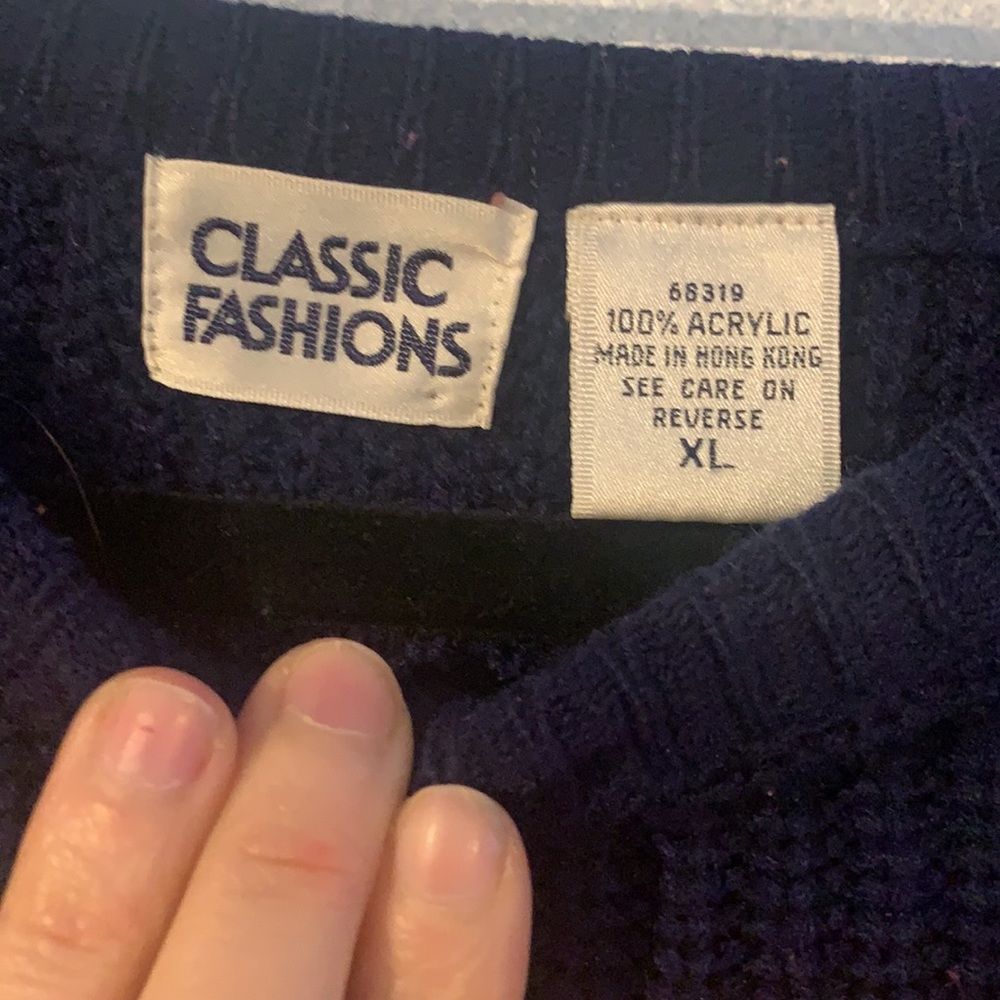 CLASSIC
FASHIONS
68319
100% ACRYLIC
MADE IN HONG KONG
SEE CARE ON
REVERSE
XL